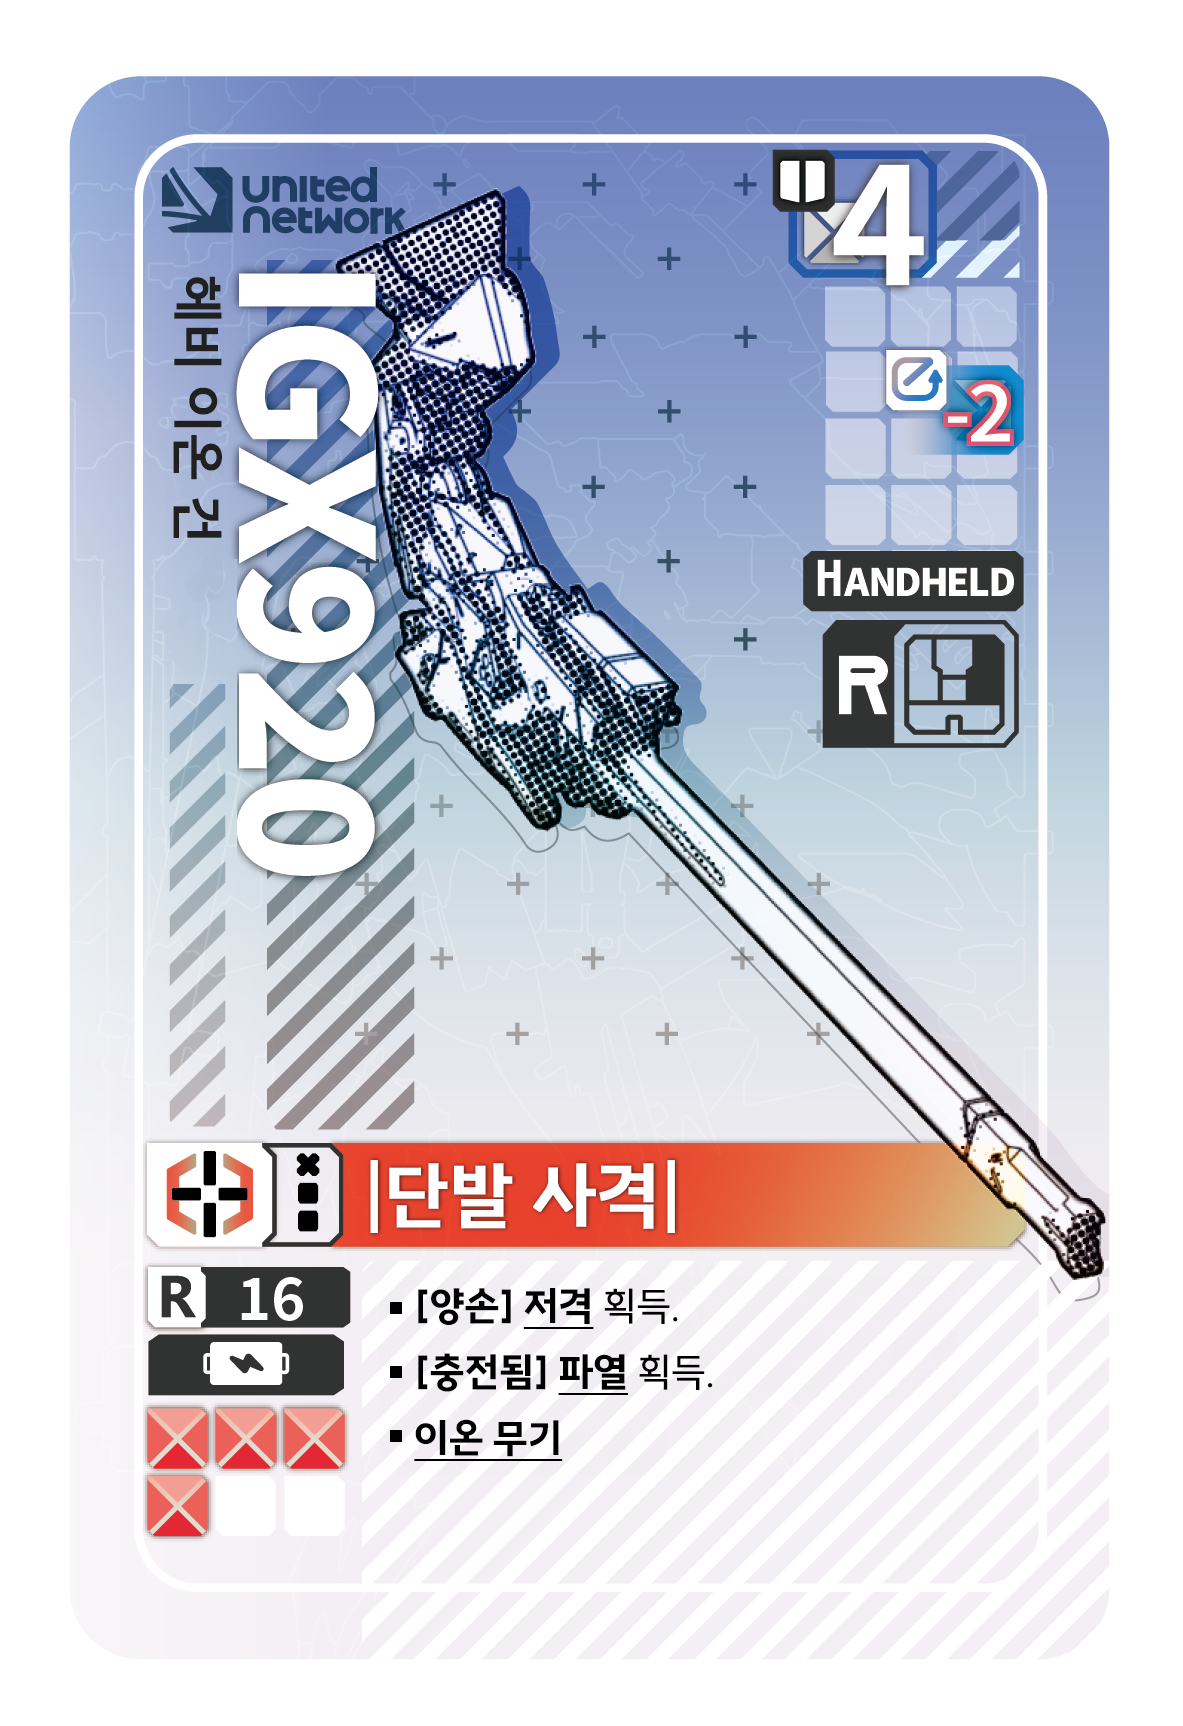 UNITED
NETWORK
헤비 이온 건
IGX920
4
-2
HANDHELD
R
|단발 사격|
R 16
▪ [양손] 저격 획득.
▪ [충전됨] 파열 획득.
▪ 이온 무기